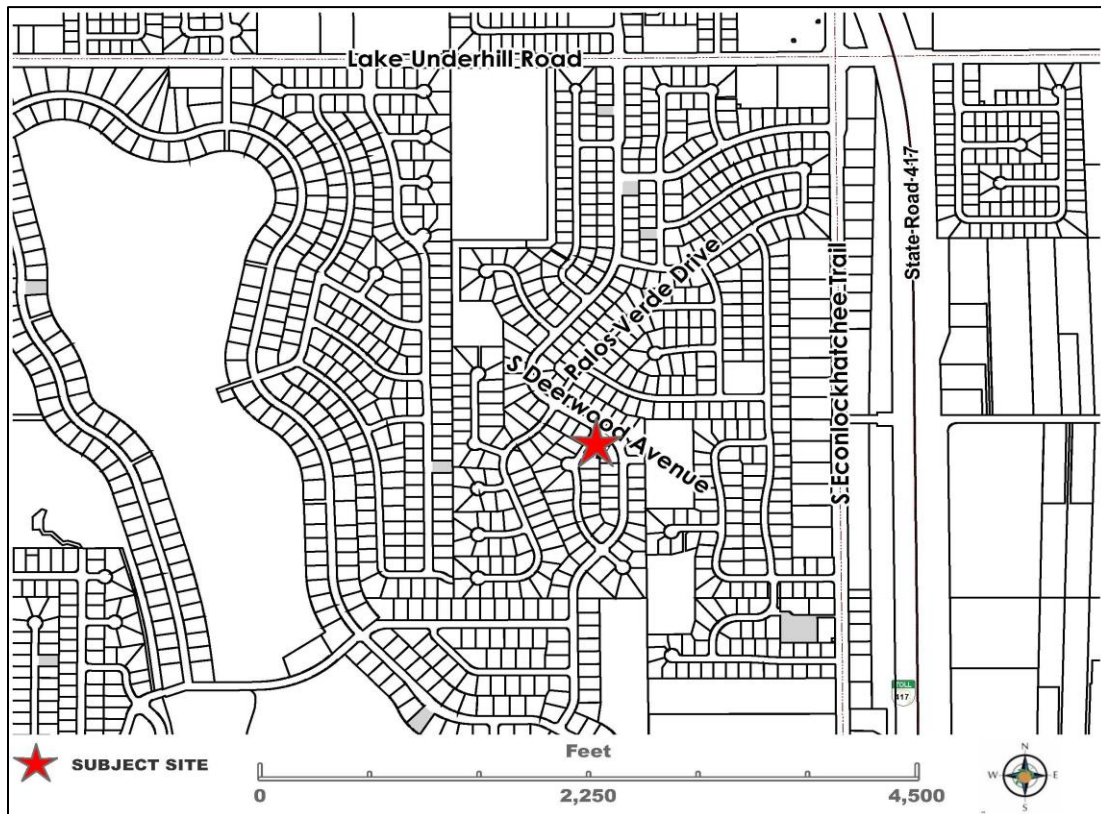 Lake Underhill Road
State Road 417
Palos Verde Drive
S Econlockhatchee Trail
S Deerwood Avenue
TOLL
417
SUBJECT SITE
Feet
0
2,250
4,500
N
W
E
S